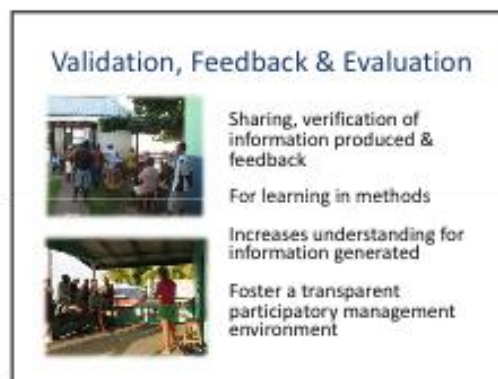 Validation, Feedback & Evaluation
Sharing, verification of
information produced &
feedback
For learning in methods
Increases understanding for
information generated
Foster a transparent
participatory management
environment